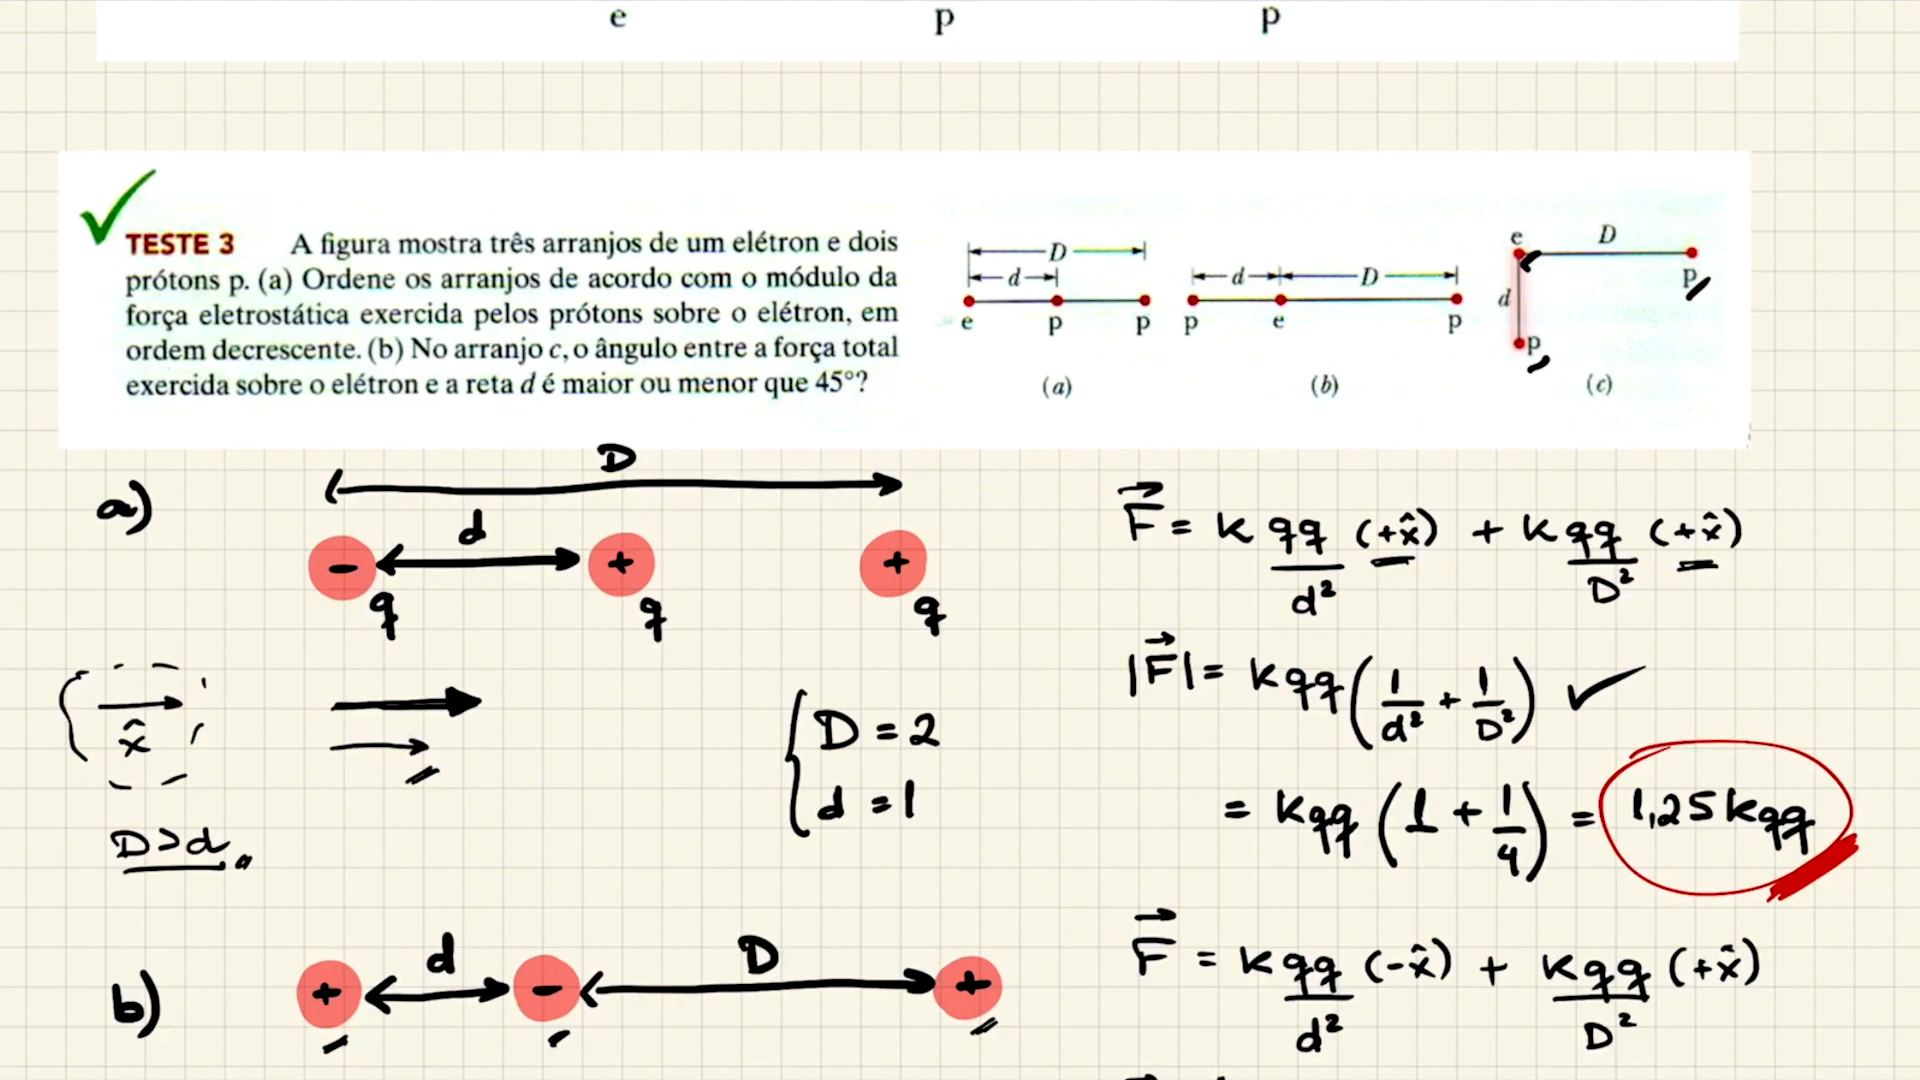 e p p
TESTE 3 A figura mostra três arranjos de um elétron e dois
prótons p. (a) Ordene os arranjos de acordo com o módulo da
força eletrostática exercida pelos prótons sobre o elétron, em
ordem decrescente. (b) No arranjo c, o ângulo entre a força total
exercida sobre o elétron e a reta d é maior ou menor que 45°?
D
d
e p p
(a)
d D
p e p
(b)
e D
p
d
p
(c)
a)
D
d
- + +
q q q
x̂
D>d
{ D = 2
d = 1
F⃗ = k qq/d² (+x̂) + k qq/D² (+x̂)
|F⃗| = kqq (1/d² + 1/D²) ✓
= kqq (1 + 1/4) = 1,25 kqq
b)
d D
+ - +
F⃗ = k qq/d² (-x̂) + kqq/D² (+x̂)